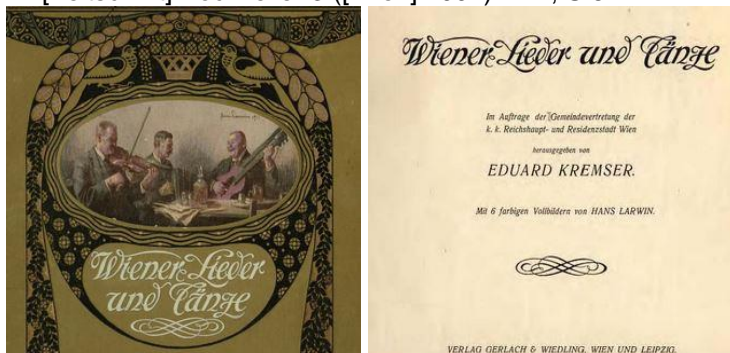 Wiener Lieder
und Tänze
Wiener Lieder und Tänze
Im Auftrage der Gemeindevertretung der
k. k. Reichshaupt- und Residenzstadt Wien
herausgegeben von
EDUARD KREMSER.
Mit 6 farbigen Vollbildern von HANS LARWIN.
VERLAG GERLACH & WIEDLING, WIEN UND LEIPZIG.